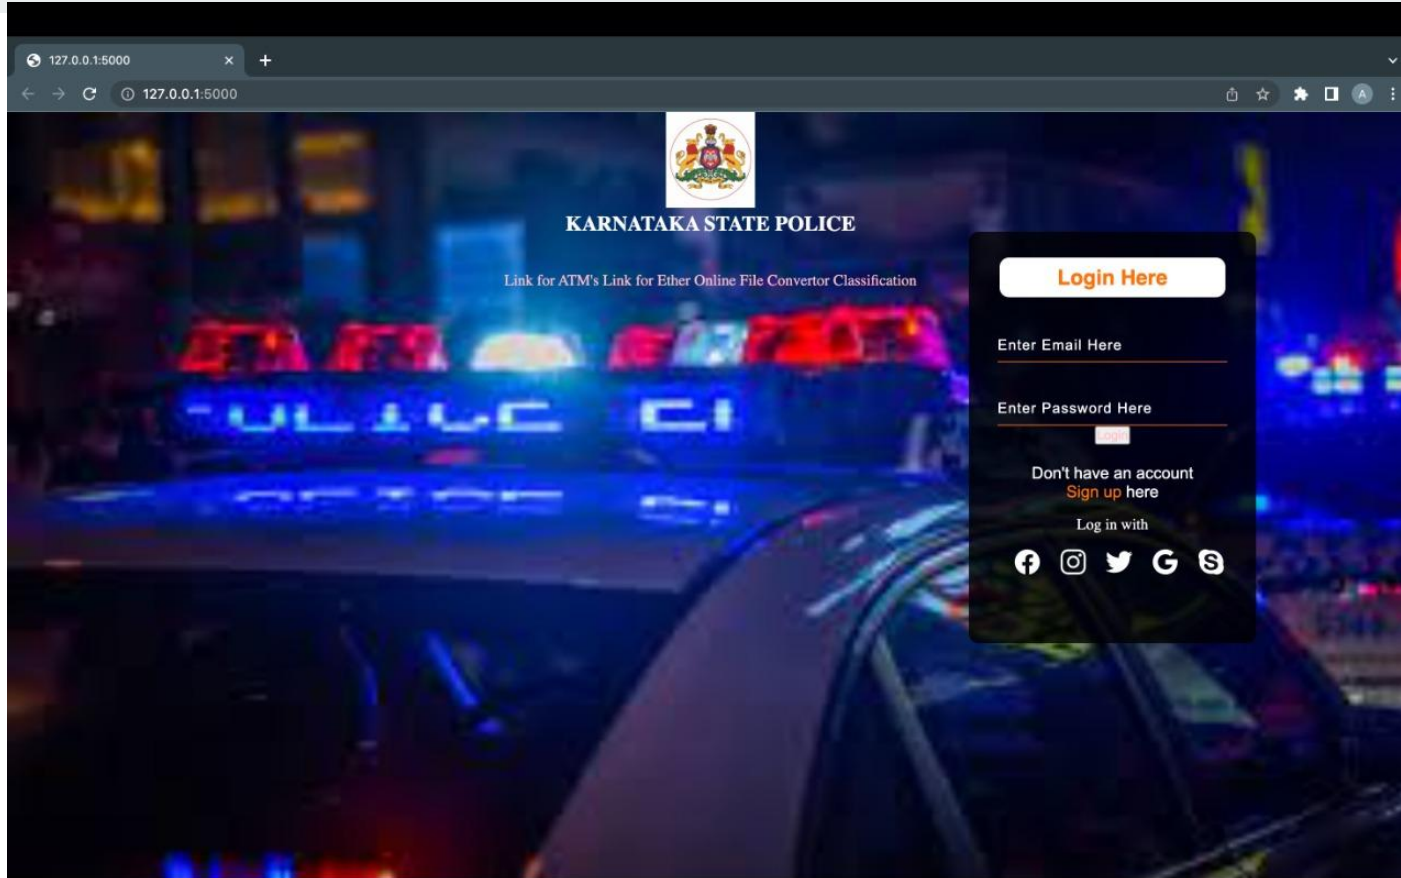 127.0.0.1:5000
127.0.0.1:5000
A
KARNATAKA STATE POLICE
Link for ATM's Link for Ether Online File Convertor Classification
Login Here
Enter Email Here
Enter Password Here
Login
Don't have an account
Sign up here
Log in with